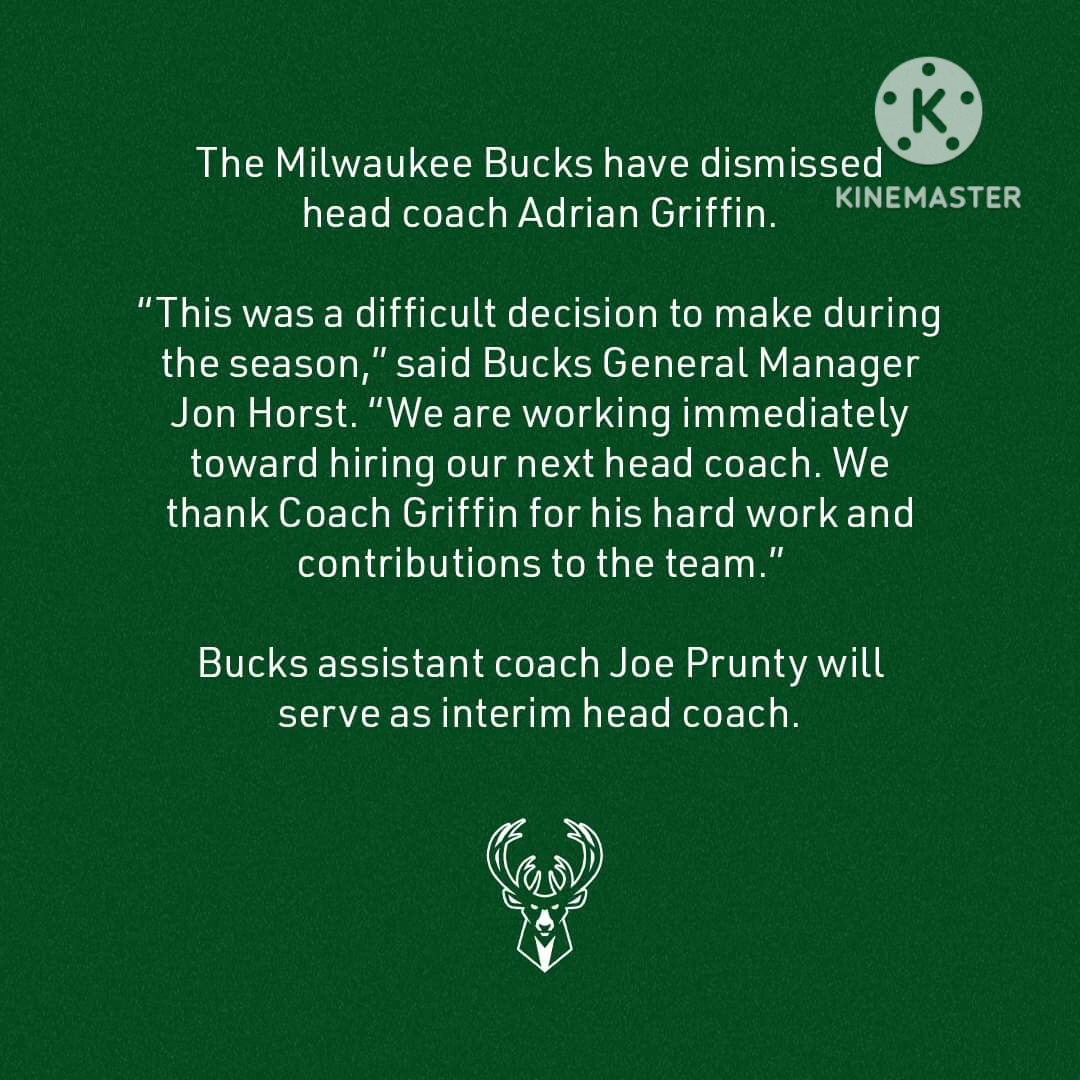 K
KINEMASTER
The Milwaukee Bucks have dismissed
head coach Adrian Griffin.
“This was a difficult decision to make during
the season,” said Bucks General Manager
Jon Horst. “We are working immediately
toward hiring our next head coach. We
thank Coach Griffin for his hard work and
contributions to the team.”
Bucks assistant coach Joe Prunty will
serve as interim head coach.